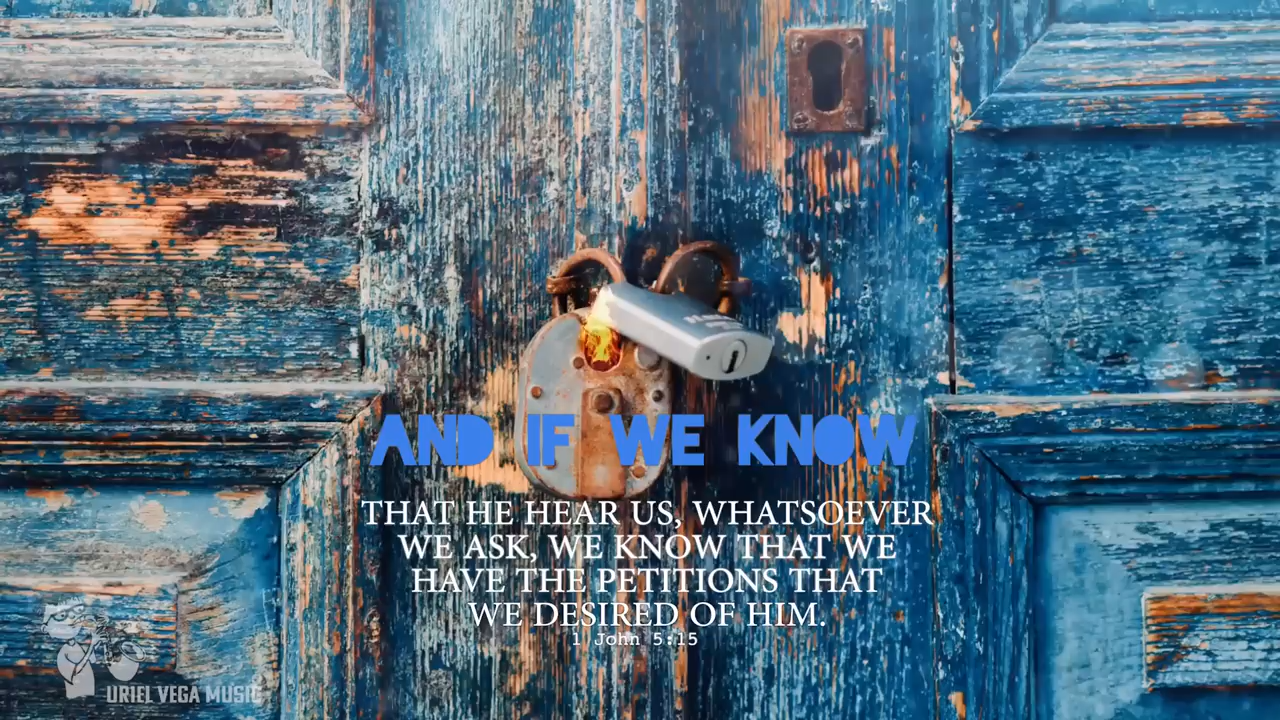 AND IF WE KNOW
THAT HE HEAR US, WHATSOEVER
WE ASK, WE KNOW THAT WE
HAVE THE PETITIONS THAT
WE DESIRED OF HIM.
1 John 5:15
URIEL VEGA MUSIC